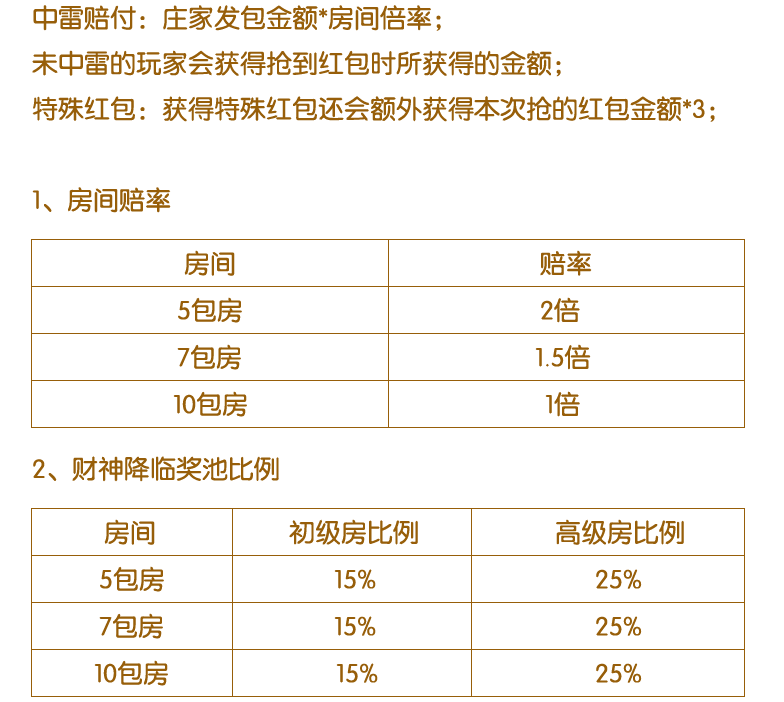 中雷赔付：庄家发包金额*房间倍率；
未中雷的玩家会获得抢到红包时所获得的金额；
特殊红包：获得特殊红包还会额外获得本次抢的红包金额*3；
1、房间赔率
房间 赔率
5包房 2倍
7包房 1.5倍
10包房 1倍
2、财神降临奖池比例
房间 初级房比例 高级房比例
5包房 15% 25%
7包房 15% 25%
10包房 15% 25%